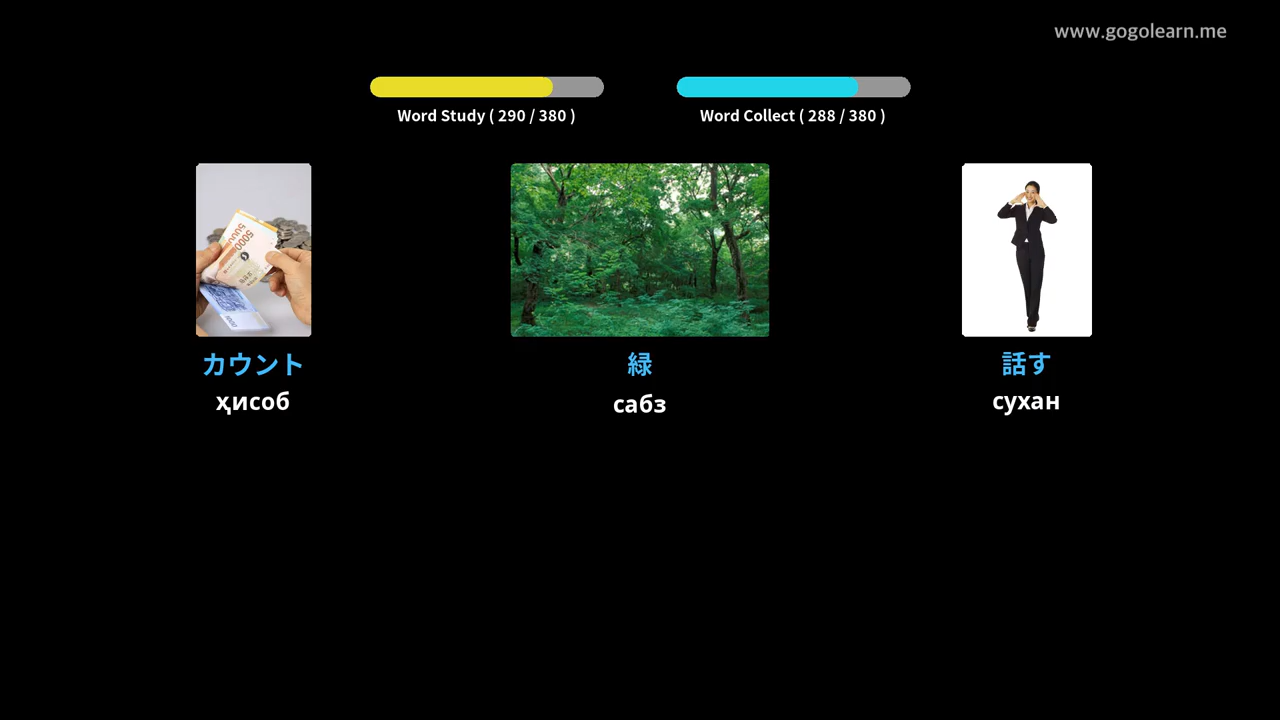 www.gogolearn.me
Word Study ( 290 / 380 )
Word Collect ( 288 / 380 )
カウント
緑
話す
ҳисоб
сабз
сухан